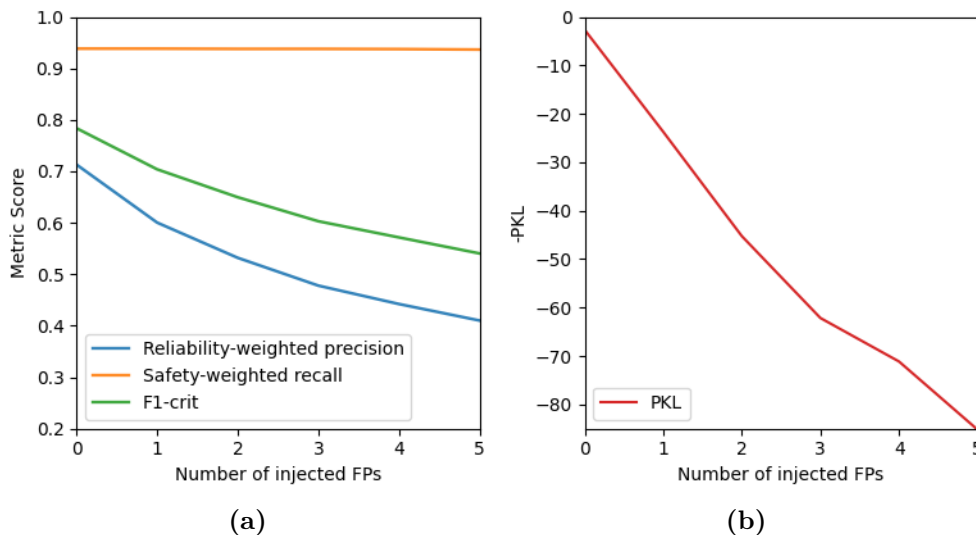 1.0
0.9
0.8
0.7
0.6
0.5
0.4
0.3
0.2
Metric Score
Reliability-weighted precision
Safety-weighted recall
F1-crit
0 1 2 3 4 5
Number of injected FPs
(a)
0
−10
−20
−30
−40
−50
−60
−70
−80
-PKL
PKL
0 1 2 3 4 5
Number of injected FPs
(b)